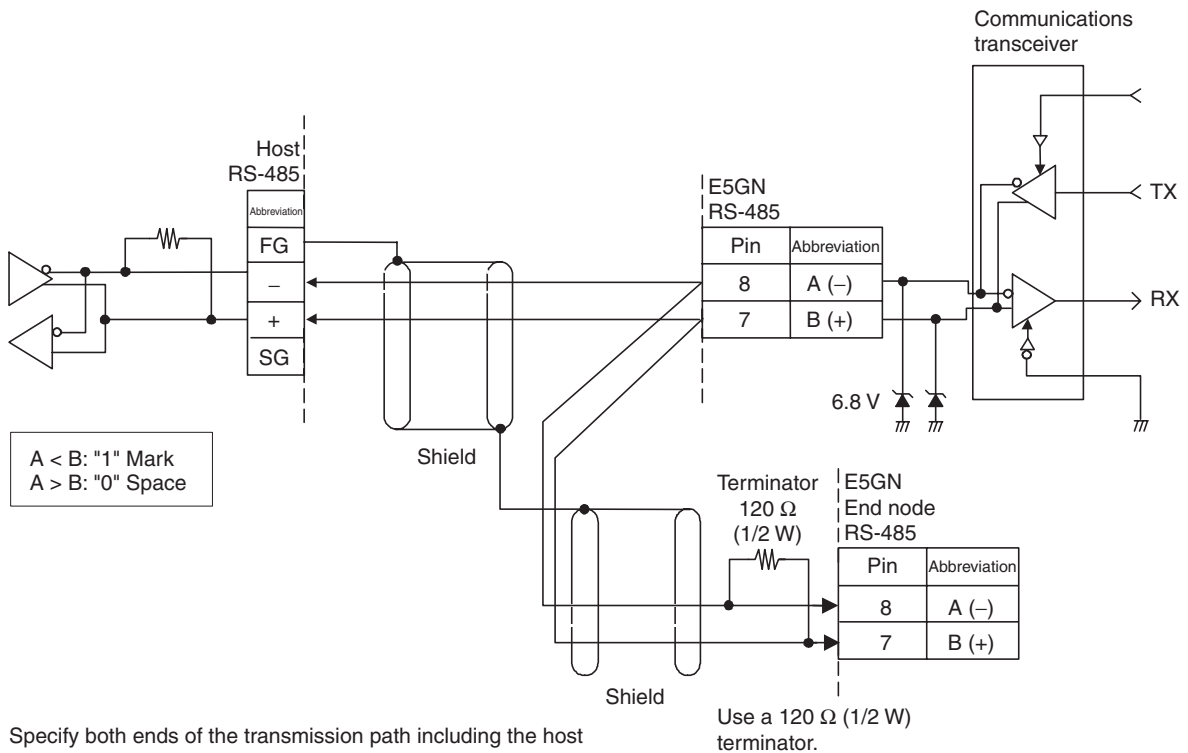 Communications
transceiver
Host
RS-485
Abbreviation
FG
−
+
SG
E5GN
RS-485
Pin Abbreviation
8 A (−)
7 B (+)
TX
RX
6.8 V
A < B: "1" Mark
A > B: "0" Space
Shield
Terminator
120 Ω
(1/2 W)
E5GN
End node
RS-485
Pin Abbreviation
8 A (−)
7 B (+)
Shield
Use a 120 Ω (1/2 W)
terminator.
Specify both ends of the transmission path including the host